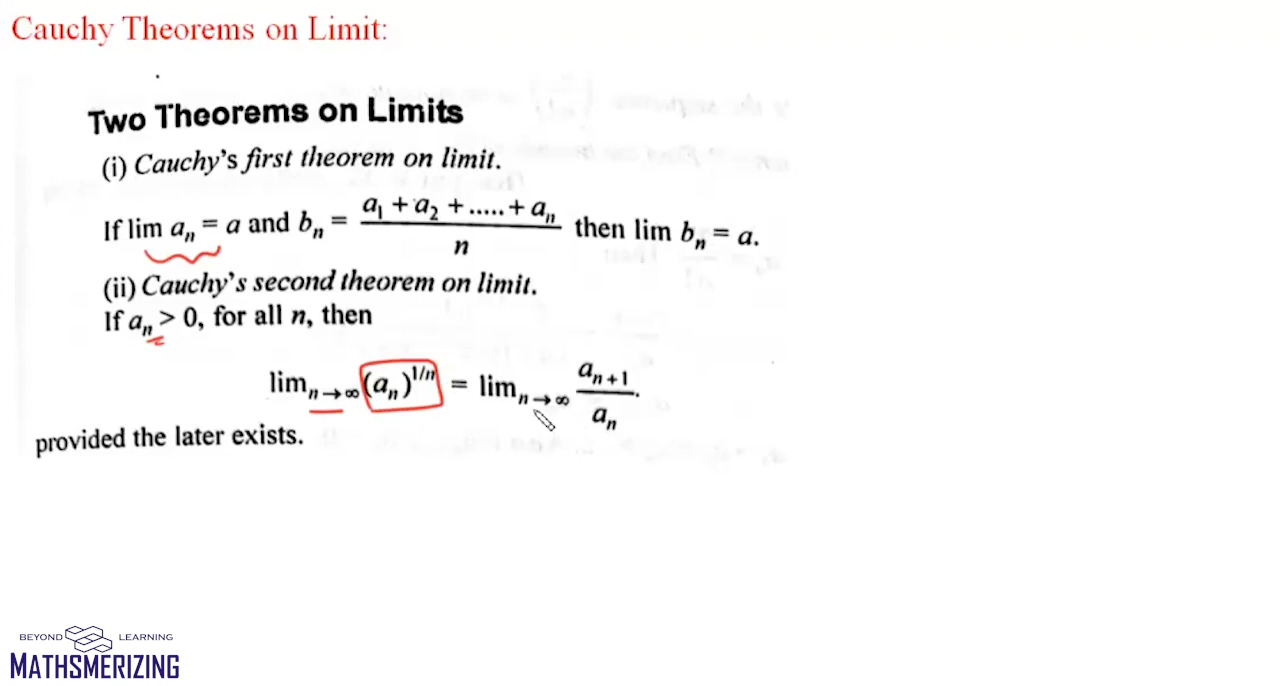 Cauchy Theorems on Limit:
Two Theorems on Limits
(i) Cauchy's first theorem on limit.
If lim aₙ = a and bₙ = (a₁ + a₂ + ..... + aₙ)/n then lim bₙ = a.
(ii) Cauchy's second theorem on limit.
If aₙ > 0, for all n, then
limₙ→∞ (aₙ)^1/n = limₙ→∞ aₙ₊₁/aₙ.
provided the later exists.
BEYOND LEARNING
MATHSMERIZING